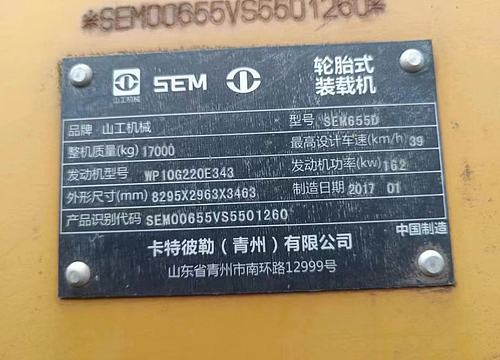 *SEM00655VS5501260*
山工机械 SEM 轮胎式
装载机
品牌 山工机械 型号 SEM655D
整机质量(kg) 17000 最高设计车速(km/h) 39
发动机型号 WP10G220E343 发动机功率(kw) 162
外形尺寸(mm) 8295X2963X3463 制造日期 2017 01
产品识别代码 SEM00655VS5501260
中国制造
卡特彼勒（青州）有限公司
山东省青州市南环路12999号